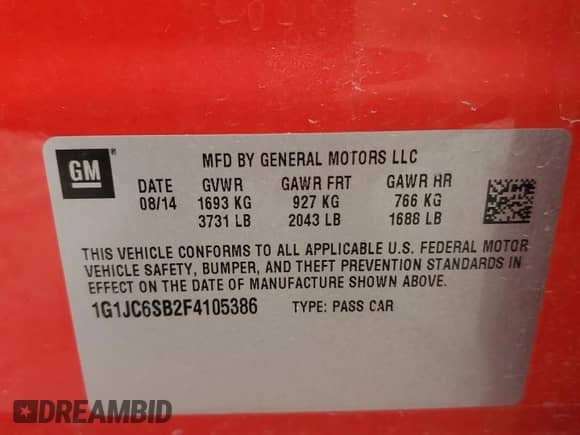 GM ® MFD BY GENERAL MOTORS LLC
DATE GVWR GAWR FRT GAWR RR
08/14 1693 KG 927 KG 766 KG
3731 LB 2043 LB 1688 LB
THIS VEHICLE CONFORMS TO ALL APPLICABLE U.S. FEDERAL MOTOR
VEHICLE SAFETY, BUMPER, AND THEFT PREVENTION STANDARDS IN
EFFECT ON THE DATE OF MANUFACTURE SHOWN ABOVE.
1G1JC6SB2F4105386 TYPE: PASS CAR
DREAMBID